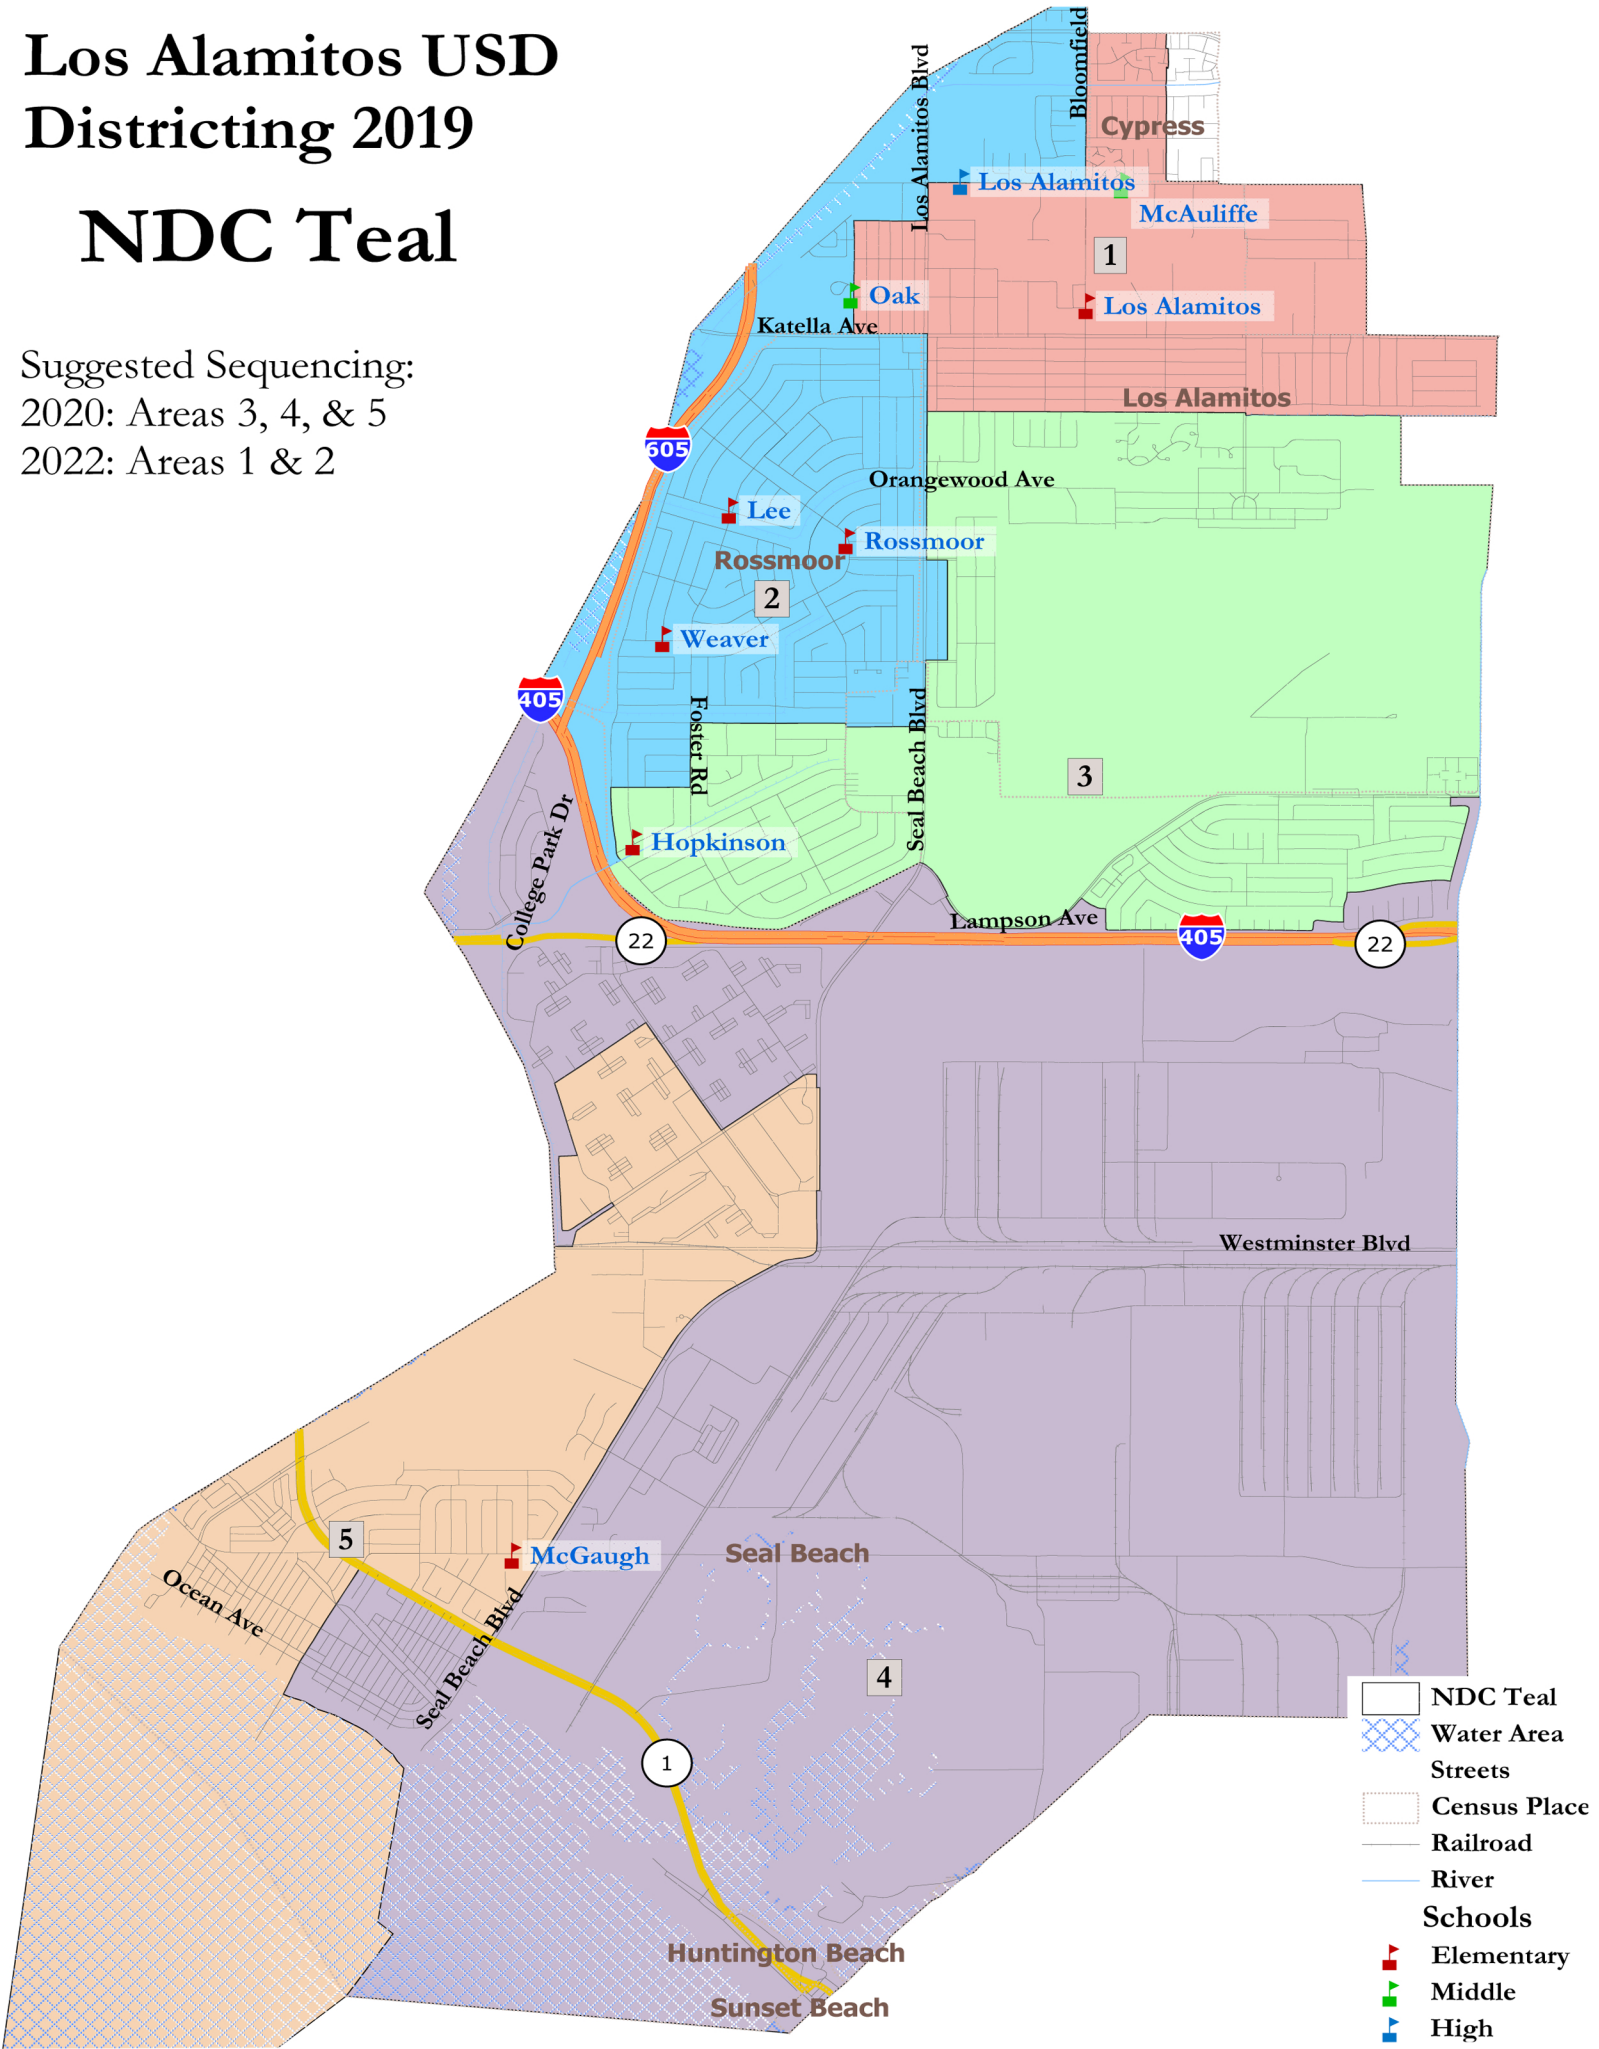 Los Alamitos USD
Districting 2019
NDC Teal
Suggested Sequencing:
2020: Areas 3, 4, & 5
2022: Areas 1 & 2
Los Alamitos Blvd
Bloomfield
Cypress
Los Alamitos
McAuliffe
1
Oak
Los Alamitos
Katella Ave
Los Alamitos
605
Orangewood Ave
Lee
Rossmoor
Rossmoor
2
Weaver
405
Foster Rd
Seal Beach Blvd
3
College Park Dr
Hopkinson
Lampson Ave
22
405
22
Westminster Blvd
5
McGaugh
Seal Beach
Ocean Ave
Seal Beach Blvd
4
1
Huntington Beach
Sunset Beach
NDC Teal
Water Area
Streets
Census Place
Railroad
River
Schools
Elementary
Middle
High